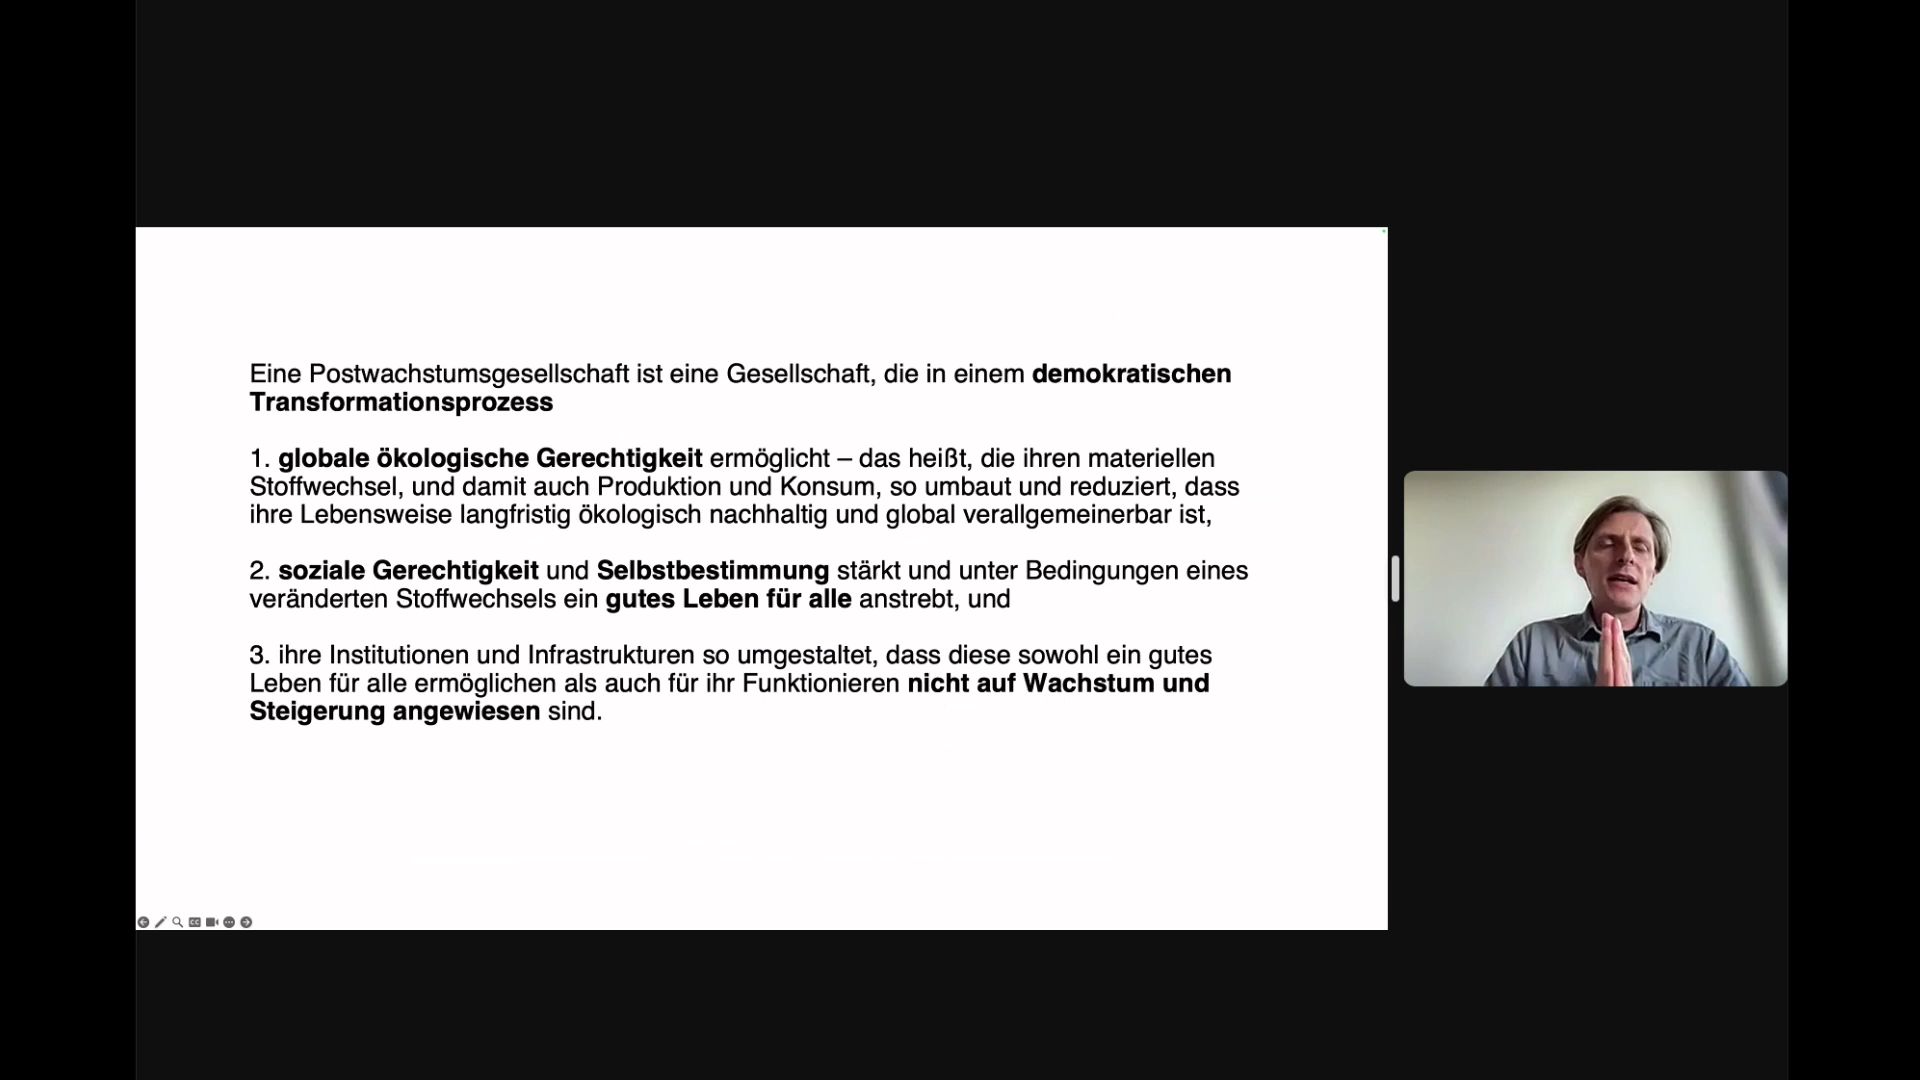 Eine Postwachstumsgesellschaft ist eine Gesellschaft, die in einem demokratischen
Transformationsprozess
1. globale ökologische Gerechtigkeit ermöglicht – das heißt, die ihren materiellen
Stoffwechsel, und damit auch Produktion und Konsum, so umbaut und reduziert, dass
ihre Lebensweise langfristig ökologisch nachhaltig und global verallgemeinerbar ist,
2. soziale Gerechtigkeit und Selbstbestimmung stärkt und unter Bedingungen eines
veränderten Stoffwechsels ein gutes Leben für alle anstrebt, und
3. ihre Institutionen und Infrastrukturen so umgestaltet, dass diese sowohl ein gutes
Leben für alle ermöglichen als auch für ihr Funktionieren nicht auf Wachstum und
Steigerung angewiesen sind.